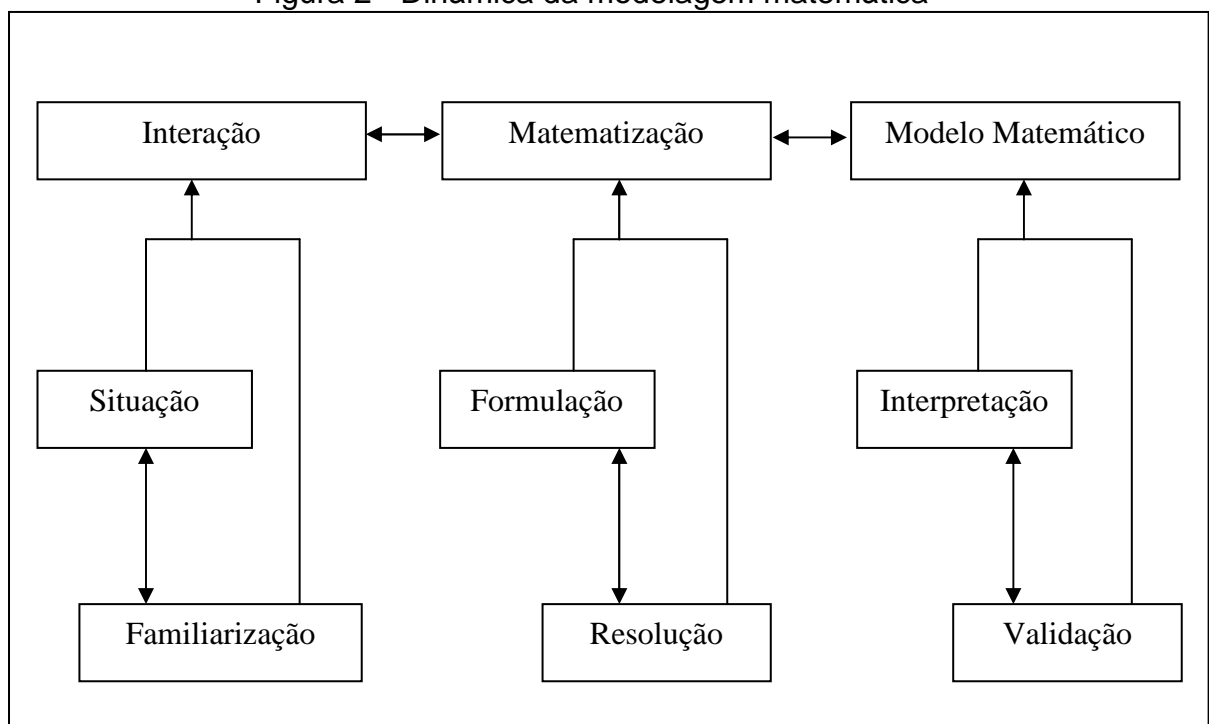 Figura 2 - Dinâmica da modelagem matemática
Interação
Matematização
Modelo Matemático
Situação
Formulação
Interpretação
Familiarização
Resolução
Validação